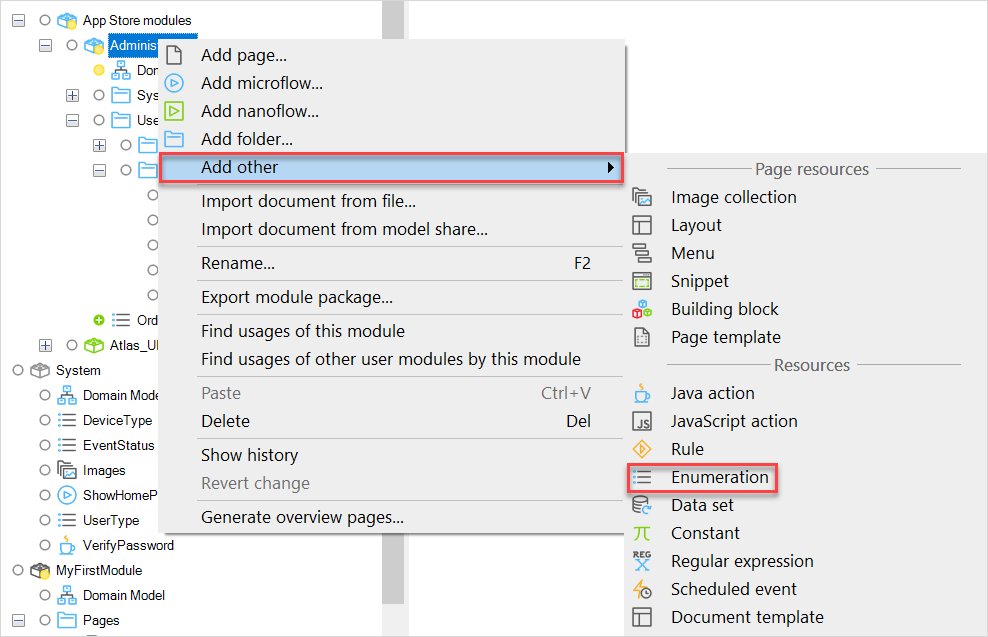 App Store modules
Adminis
Dor
Sys
Use
Ord
Atlas_UI
System
Domain Mode
DeviceType
EventStatus
Images
ShowHomeP
UserType
VerifyPassword
MyFirstModule
Domain Model
Pages
Add page...
Add microflow...
Add nanoflow...
Add folder...
Add other
Import document from file...
Import document from model share...
Rename... F2
Export module package...
Find usages of this module
Find usages of other user modules by this module
Paste Ctrl+V
Delete Del
Show history
Revert change
Generate overview pages...
Page resources
Image collection
Layout
Menu
Snippet
Building block
Page template
Resources
Java action
JS JavaScript action
Rule
Enumeration
Data set
π Constant
REG X Regular expression
Scheduled event
Document template